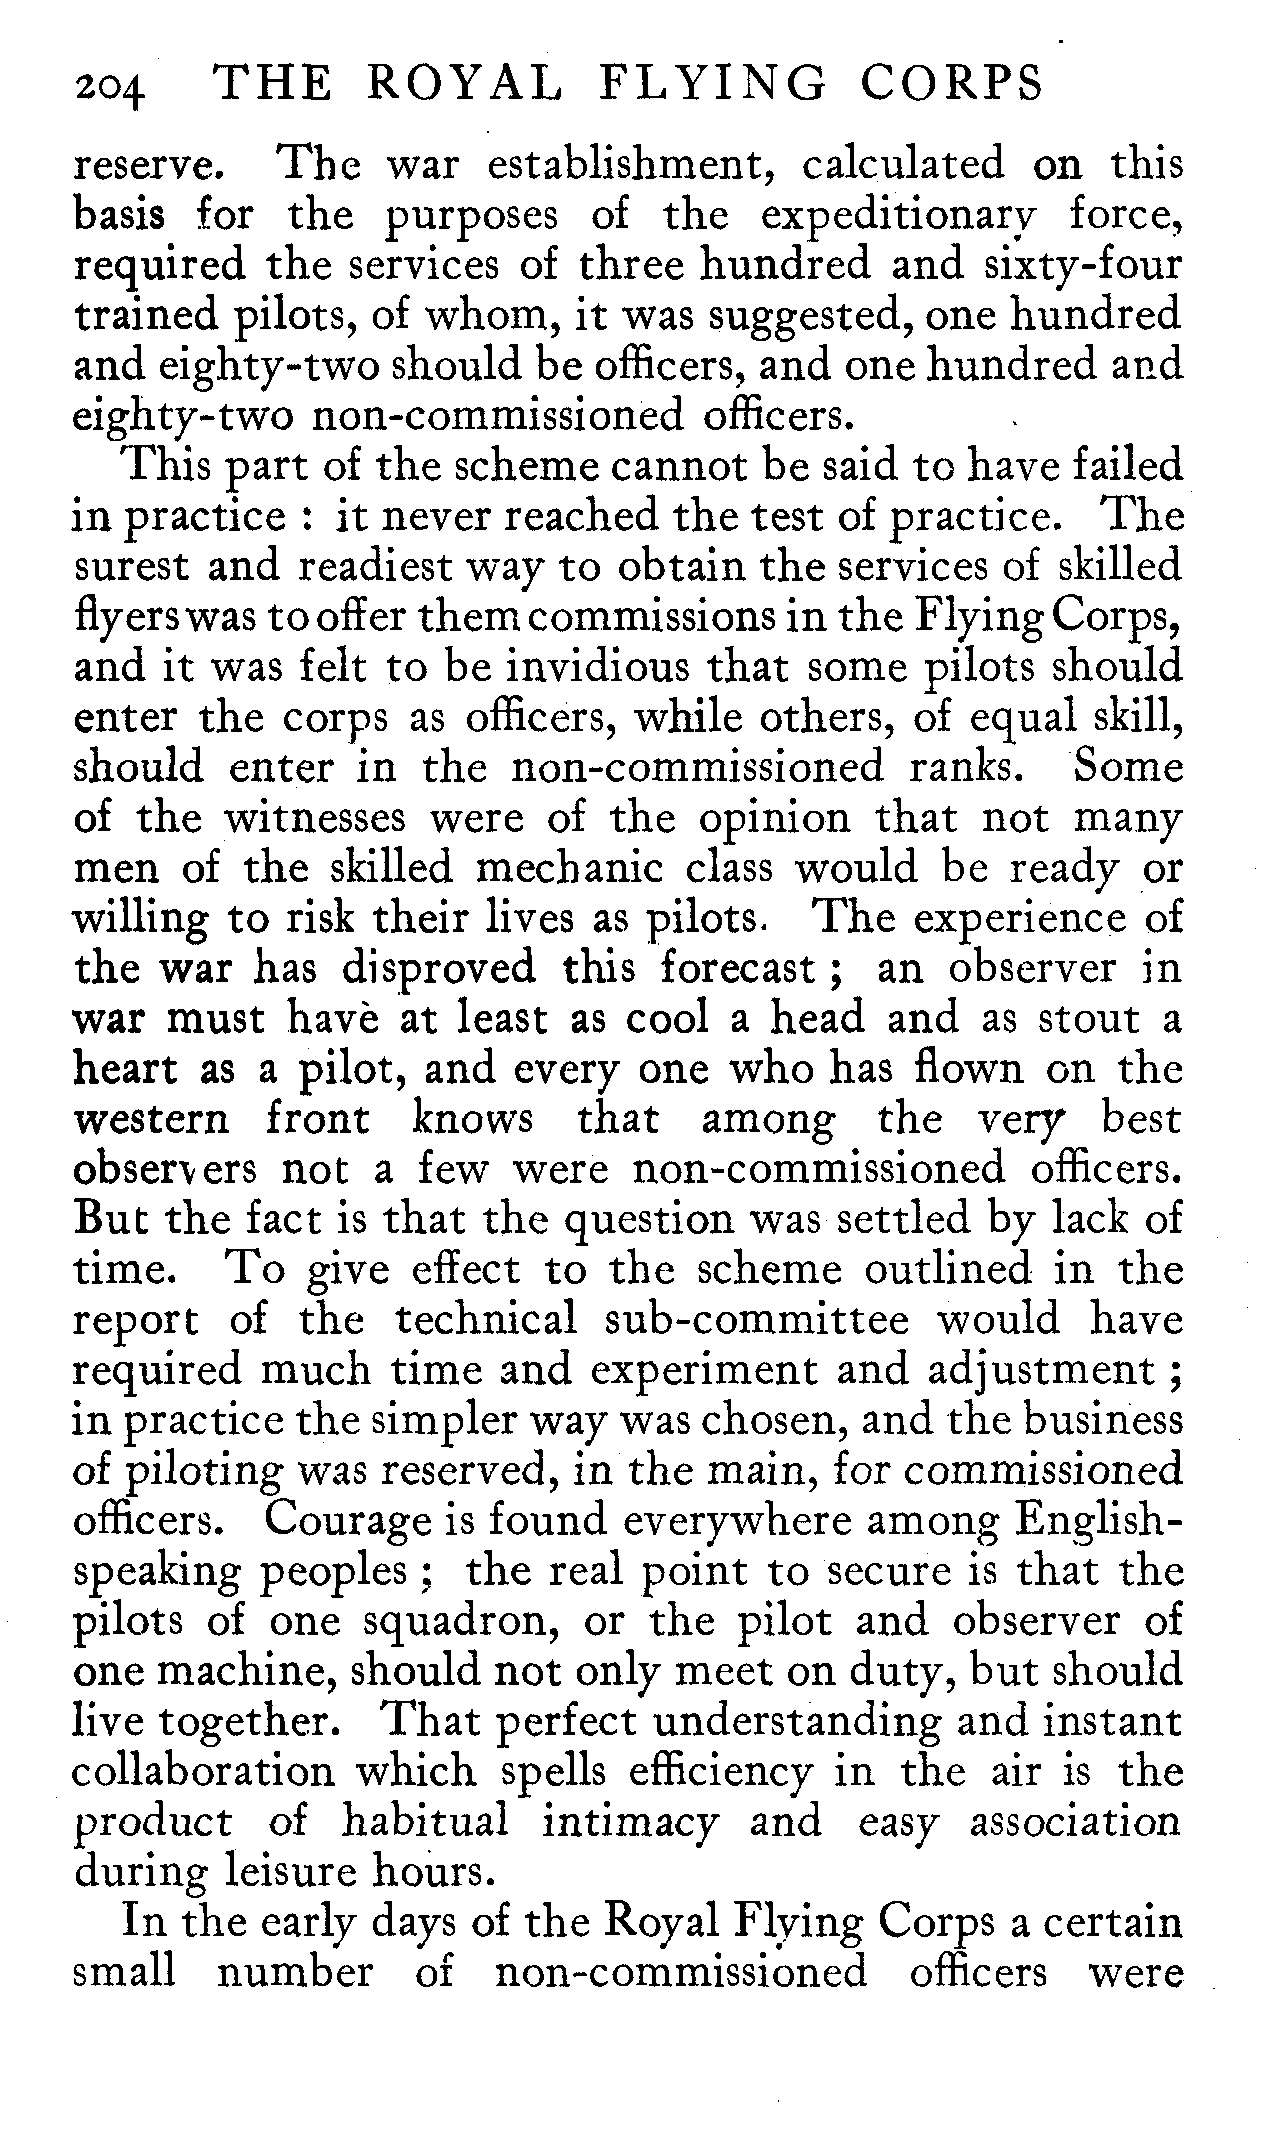 204 THE ROYAL FLYING CORPS
reserve. The war establishment, calculated on this
basis for the purposes of the expeditionary force,
required the services of three hundred and sixty-four
trained pilots, of whom, it was suggested, one hundred
and eighty-two should be officers, and one hundred and
eighty-two non-commissioned officers.
This part of the scheme cannot be said to have failed
in practice : it never reached the test of practice. The
surest and readiest way to obtain the services of skilled
flyers was to offer them commissions in the Flying Corps,
and it was felt to be invidious that some pilots should
enter the corps as officers, while others, of equal skill,
should enter in the non-commissioned ranks. Some
of the witnesses were of the opinion that not many
men of the skilled mechanic class would be ready or
willing to risk their lives as pilots. The experience of
the war has disproved this forecast ; an observer in
war must have at least as cool a head and as stout a
heart as a pilot, and every one who has flown on the
western front knows that among the very best
observers not a few were non-commissioned officers.
But the fact is that the question was settled by lack of
time. To give effect to the scheme outlined in the
report of the technical sub-committee would have
required much time and experiment and adjustment ;
in practice the simpler way was chosen, and the business
of piloting was reserved, in the main, for commissioned
officers. Courage is found everywhere among English-
speaking peoples ; the real point to secure is that the
pilots of one squadron, or the pilot and observer of
one machine, should not only meet on duty, but should
live together. That perfect understanding and instant
collaboration which spells efficiency in the air is the
product of habitual intimacy and easy association
during leisure hours.
In the early days of the Royal Flying Corps a certain
small number of non-commissioned officers were